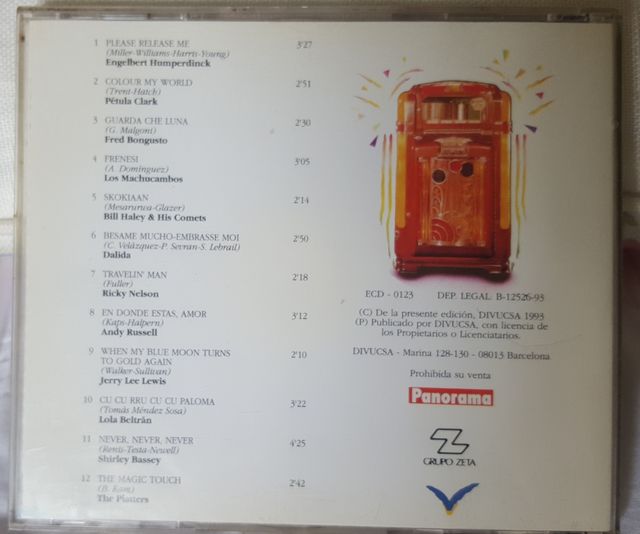 1 PLEASE RELEASE ME 3'27
(Miller-Williams-Harris-Young)
Engelbert Humperdinck
2 COLOUR MY WORLD 2'51
(Trent-Hatch)
Pétula Clark
3 GUARDA CHE LUNA 2'30
(G. Malgoni)
Fred Bongusto
4 FRENESI 3'05
(A. Domínguez)
Los Machucambos
5 SKOKIAAN 2'14
(Mesarurwa-Glazer)
Bill Haley & His Comets
6 BESAME MUCHO-EMBRASSE MOI 2'50
(C. Velázquez-P. Sevran-S. Lebrail)
Dalida
7 TRAVELIN' MAN 2'18
(Fuller)
Ricky Nelson
8 EN DONDE ESTAS, AMOR 3'12
(Kaps-Halpern)
Andy Russell
9 WHEN MY BLUE MOON TURNS 2'10
TO GOLD AGAIN
(Walker-Sullivan)
Jerry Lee Lewis
10 CU CU RRU CU CU PALOMA 3'22
(Tomás Méndez Sosa)
Lola Beltrán
11 NEVER, NEVER, NEVER 4'25
(Renis-Testa-Newell)
Shirley Bassey
12 THE MAGIC TOUCH 2'42
(B. Ram)
The Platters
ECD - 0123 DEP. LEGAL: B-12526-93
(C) De la presente edición, DIVUCSA 1993
(P) Publicado por DIVUCSA, con licencia de
los Propietarios o Licenciatarios.
DIVUCSA - Marina 128-130 - 08013 Barcelona
Prohibida su venta
Panorama
GRUPO ZETA